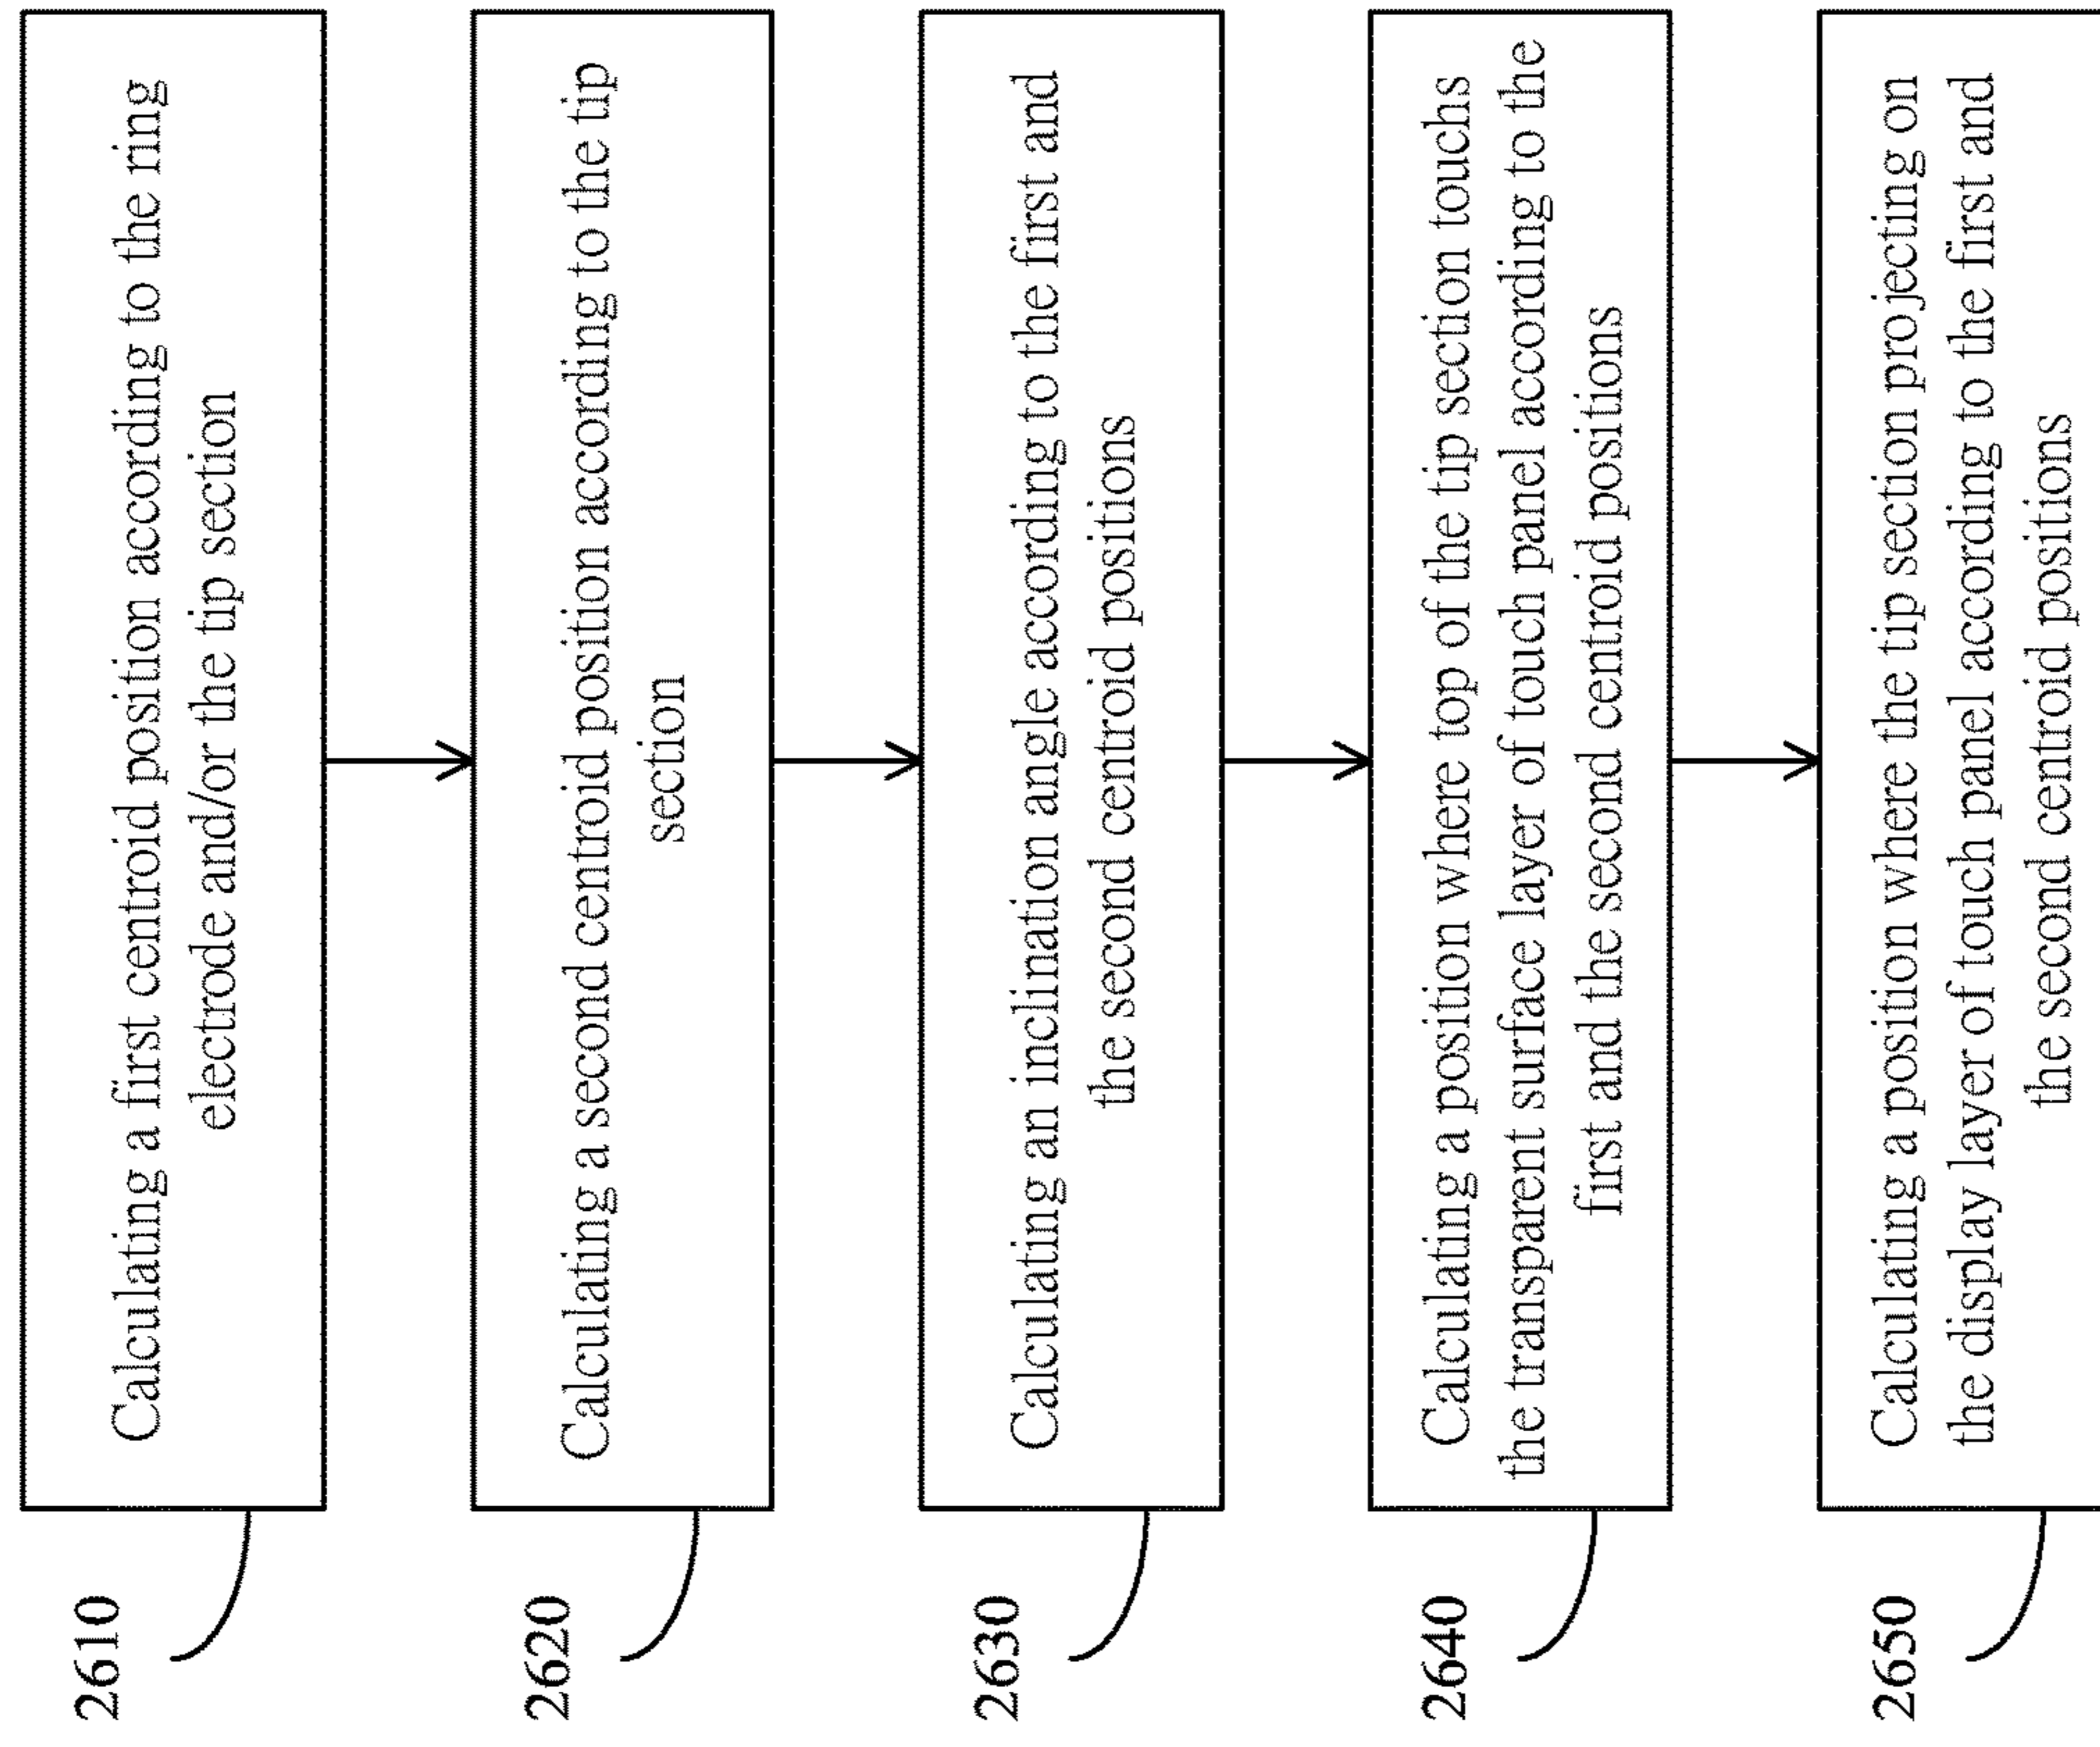 2610
Calculating a first centroid position according to the ring
electrode and/or the tip section
2620
Calculating a second centroid position according to the tip
section
2630
Calculating an inclination angle according to the first and
the second centroid positions
2640
Calculating a position where top of the tip section touchs
the transparent surface layer of touch panel according to the
first and the second centroid positions
2650
Calculating a position where the tip section projecting on
the display layer of touch panel according to the first and
the second centroid positions